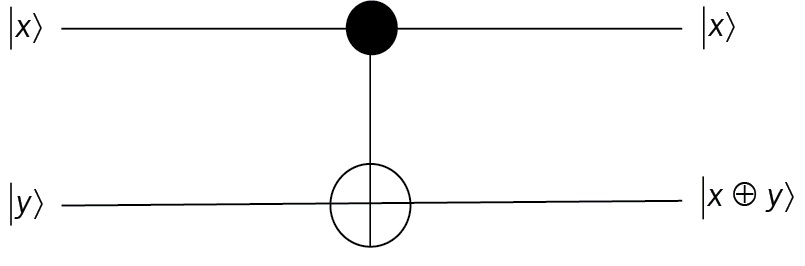 |x⟩ |x⟩
|y⟩ |x ⊕ y⟩